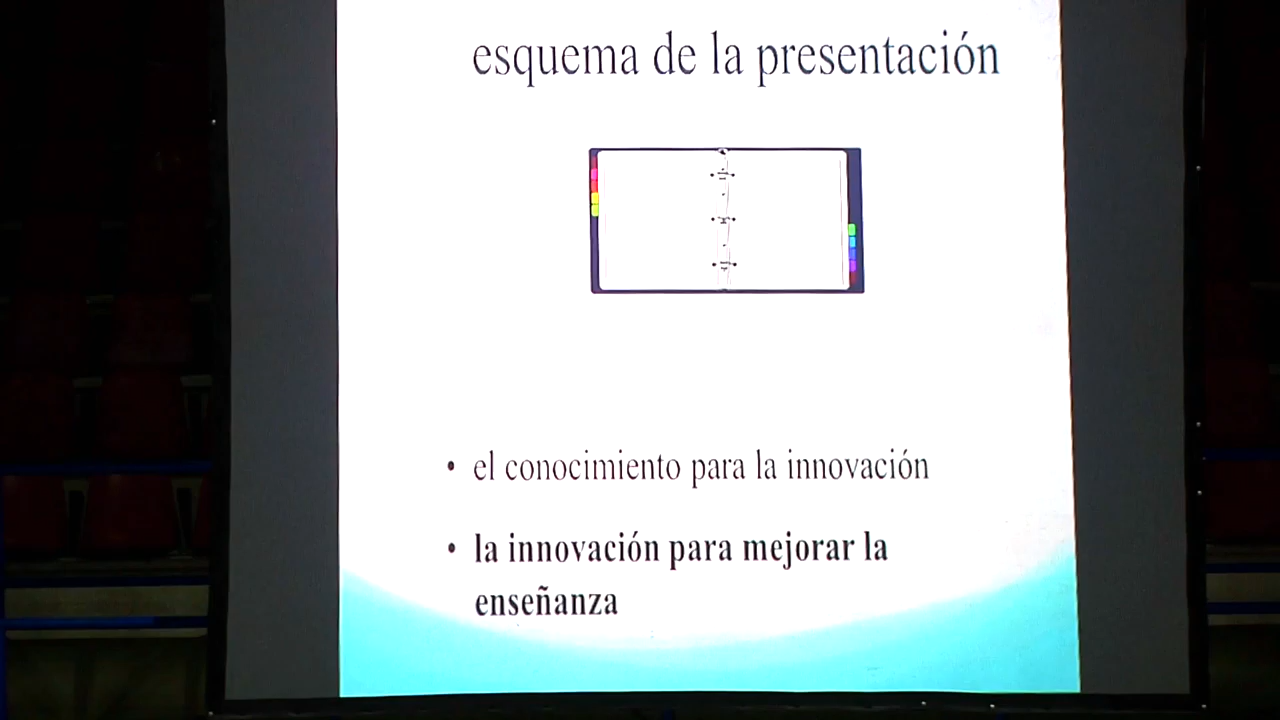 esquema de la presentación
• el conocimiento para la innovación
• la innovación para mejorar la
enseñanza